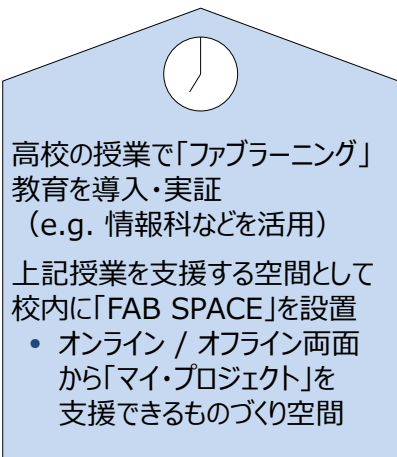 高校の授業で「ファブラーニング」
教育を導入・実証
（e.g. 情報科などを活用）
上記授業を支援する空間として
校内に「FAB SPACE」を設置
• オンライン / オフライン両面
から「マイ・プロジェクト」を
支援できるものづくり空間